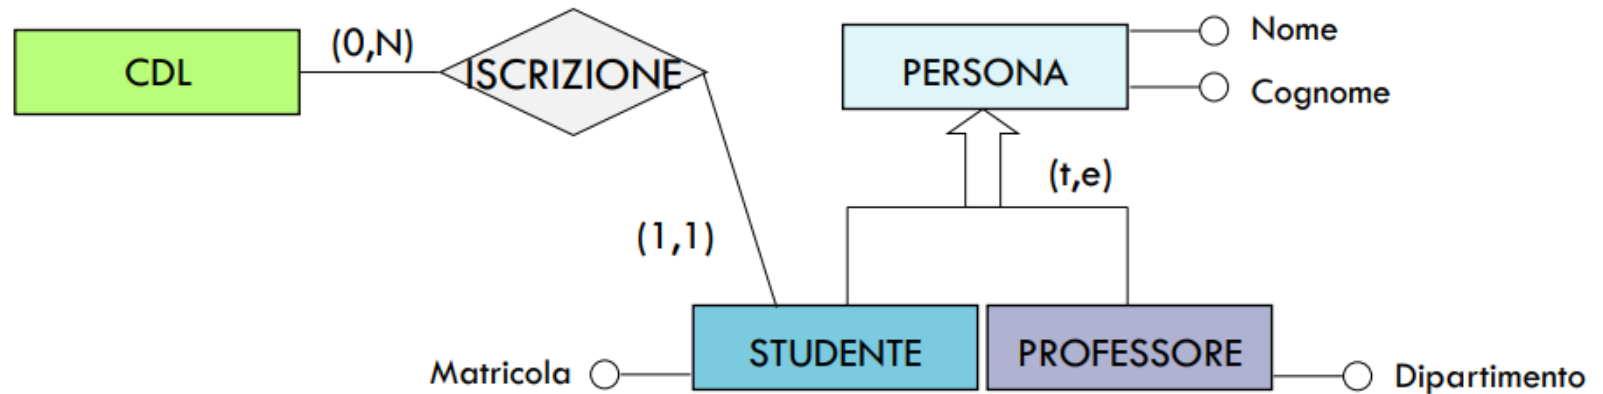 CDL
(0,N)
ISCRIZIONE
PERSONA
Nome
Cognome
(t,e)
(1,1)
STUDENTE
PROFESSORE
Matricola
Dipartimento